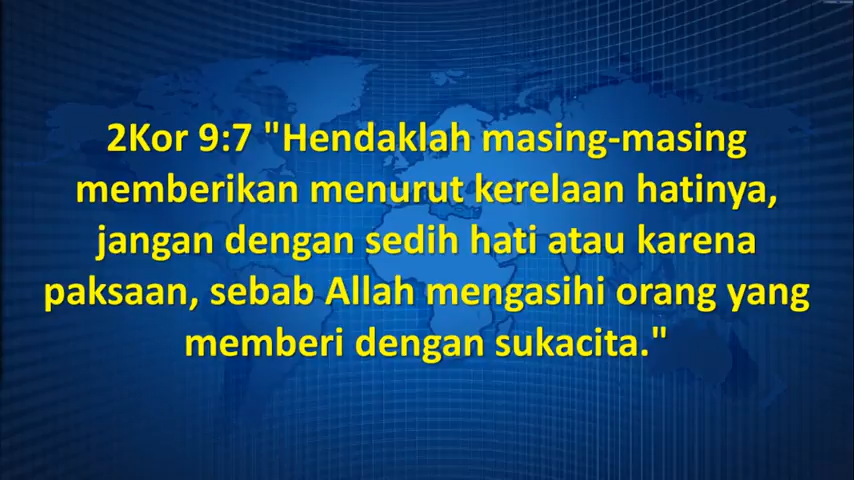 2Kor 9:7 "Hendaklah masing-masing
memberikan menurut kerelaan hatinya,
jangan dengan sedih hati atau karena
paksaan, sebab Allah mengasihi orang yang
memberi dengan sukacita."